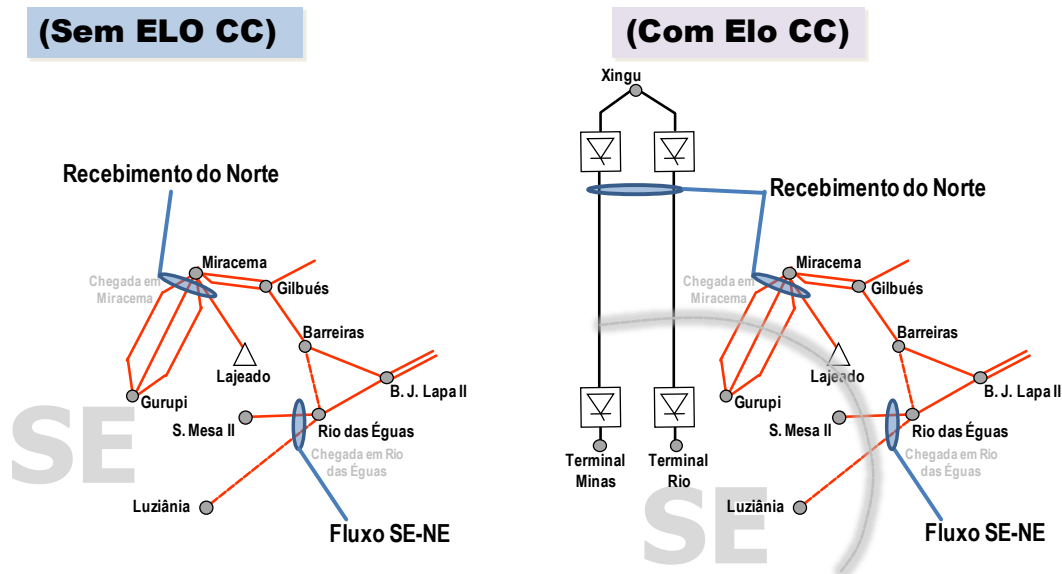 (Sem ELO CC)
Recebimento do Norte
Miracema
Chegada em
Miracema
Gilbués
Barreiras
Lajeado
B. J. Lapa II
Gurupi
S. Mesa II
Rio das Éguas
Chegada em Rio
das Éguas
SE
Luziânia
Fluxo SE-NE
(Com Elo CC)
Xingu
Recebimento do Norte
Miracema
Chegada em
Miracema
Gilbués
Barreiras
Lajeado
B. J. Lapa II
Gurupi
S. Mesa II
Rio das Éguas
Chegada em Rio
das Éguas
Terminal
Minas
Terminal
Rio
SE
Luziânia
Fluxo SE-NE